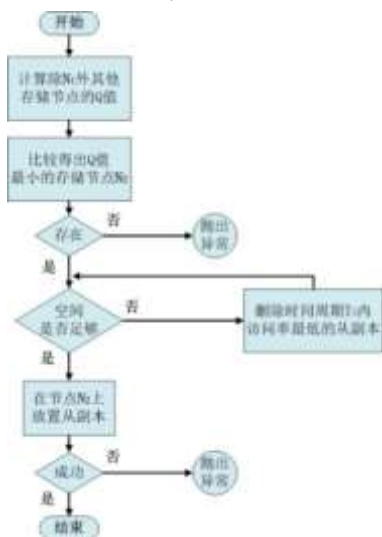 开始
计算除N₁外其他
存储节点的Q值
比较得出Q值
最小的存储节点N₂
否
存在
抛出
异常
是
空间
是否足够
否
删除时间周期T₀内
访问率最低的从副本
是
在节点N₂上
放置从副本
否
成功
抛出
异常
是
结束